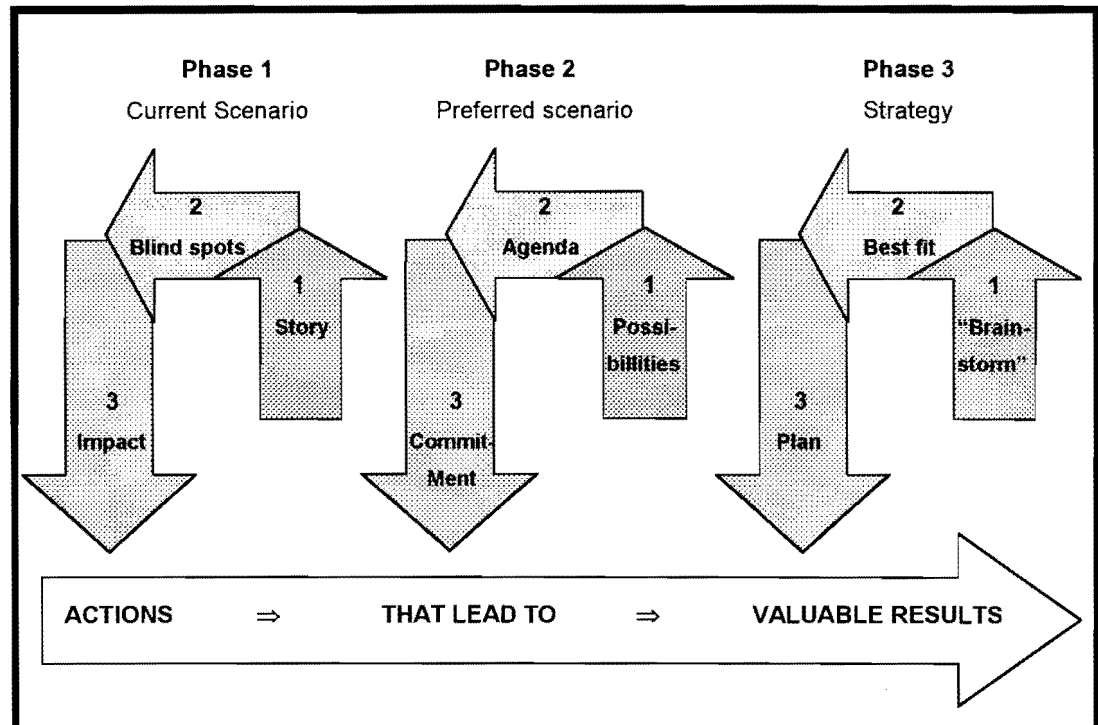 Phase 1
Current Scenario
2
Blind spots
1
Story
3
Impact
Phase 2
Preferred scenario
2
Agenda
1
Possi-
billities
3
Commit-
Ment
Phase 3
Strategy
2
Best fit
1
“Brain-
storm”
3
Plan
ACTIONS ⇒ THAT LEAD TO ⇒ VALUABLE RESULTS